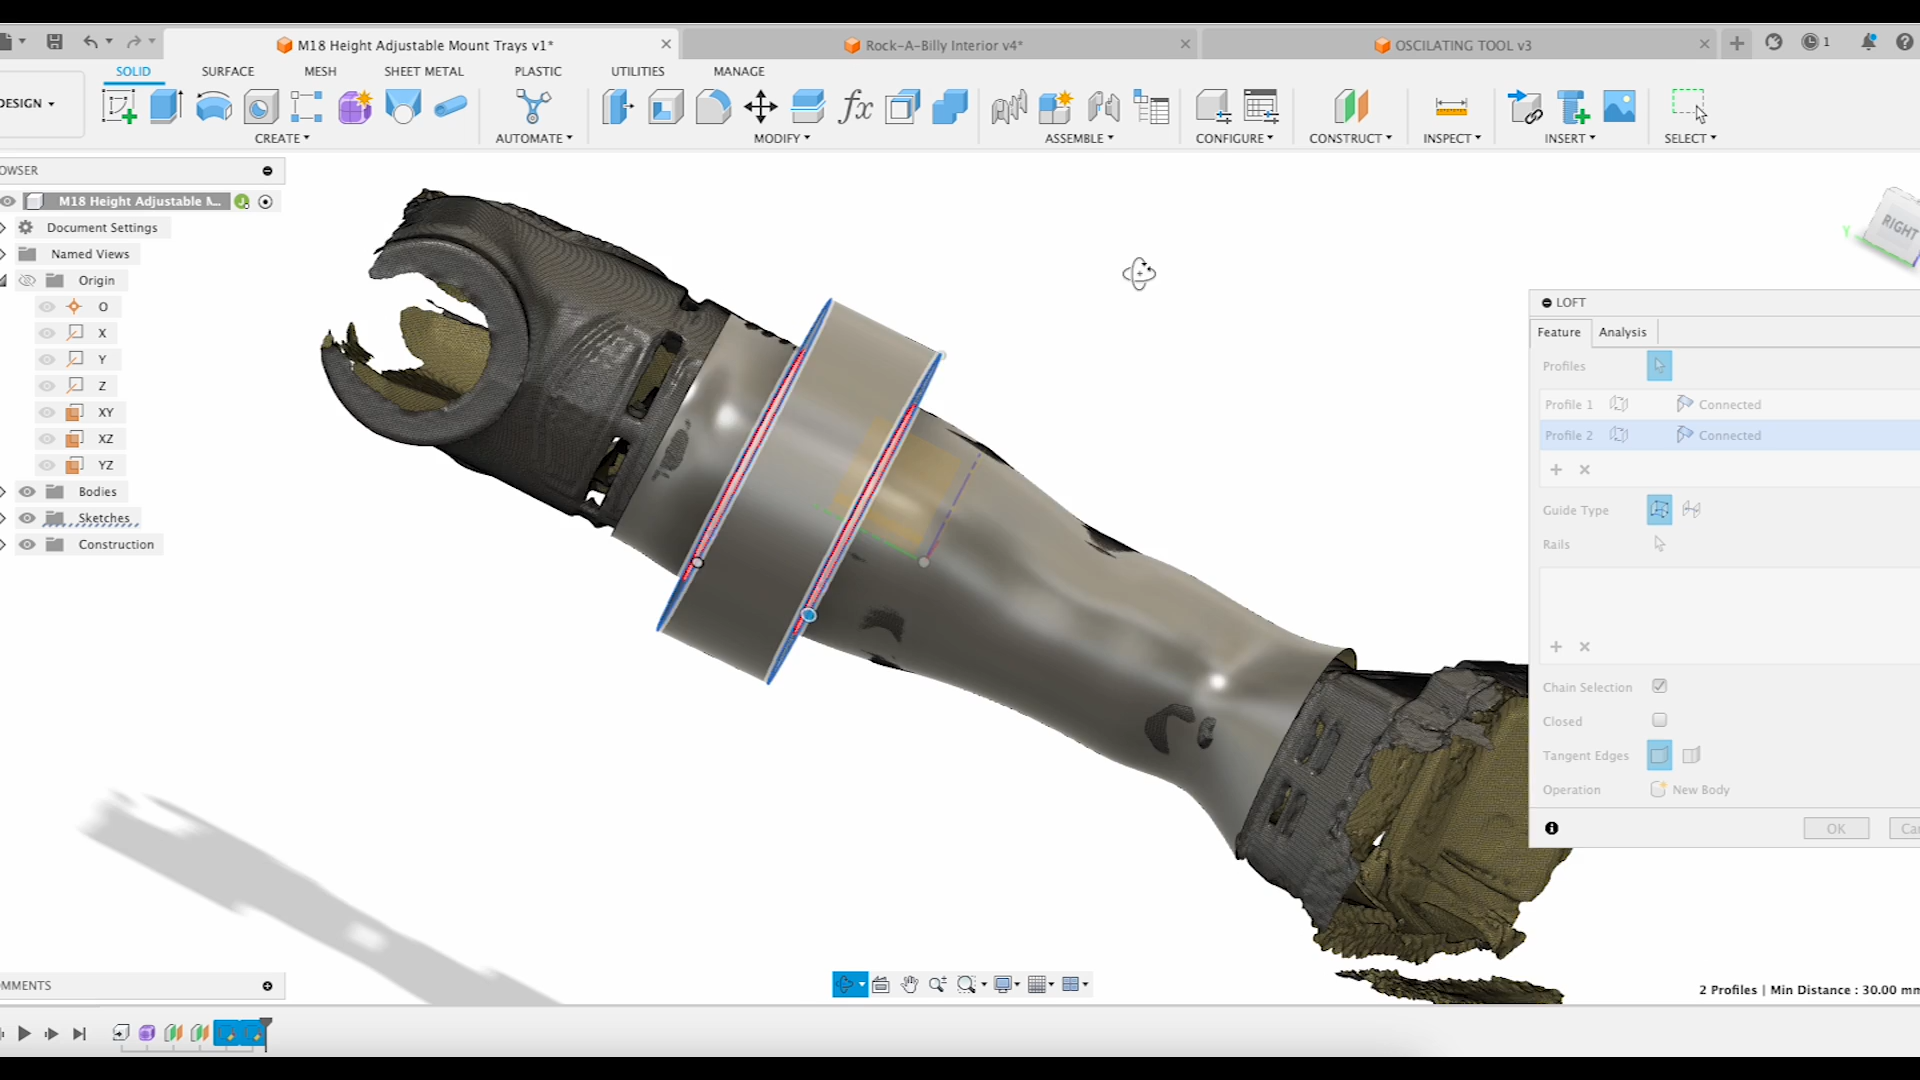 M18 Height Adjustable Mount Trays v1*
Rock-A-Billy Interior v4*
OSCILATING TOOL v3
1
SOLID SURFACE MESH SHEET METAL PLASTIC UTILITIES MANAGE
DESIGN
CREATE AUTOMATE MODIFY ASSEMBLE CONFIGURE CONSTRUCT INSPECT INSERT SELECT
OWSER
M18 Height Adjustable M...
Document Settings
Named Views
Origin
O
X
Y
Z
XY
XZ
YZ
Bodies
Sketches
Construction
RIGHT
Y
LOFT
Feature Analysis
Profiles
Profile 1 Connected
Profile 2 Connected
Guide Type
Rails
Chain Selection
Closed
Tangent Edges
Operation New Body
OK Can
MMENTS
2 Profiles | Min Distance : 30.00 mm